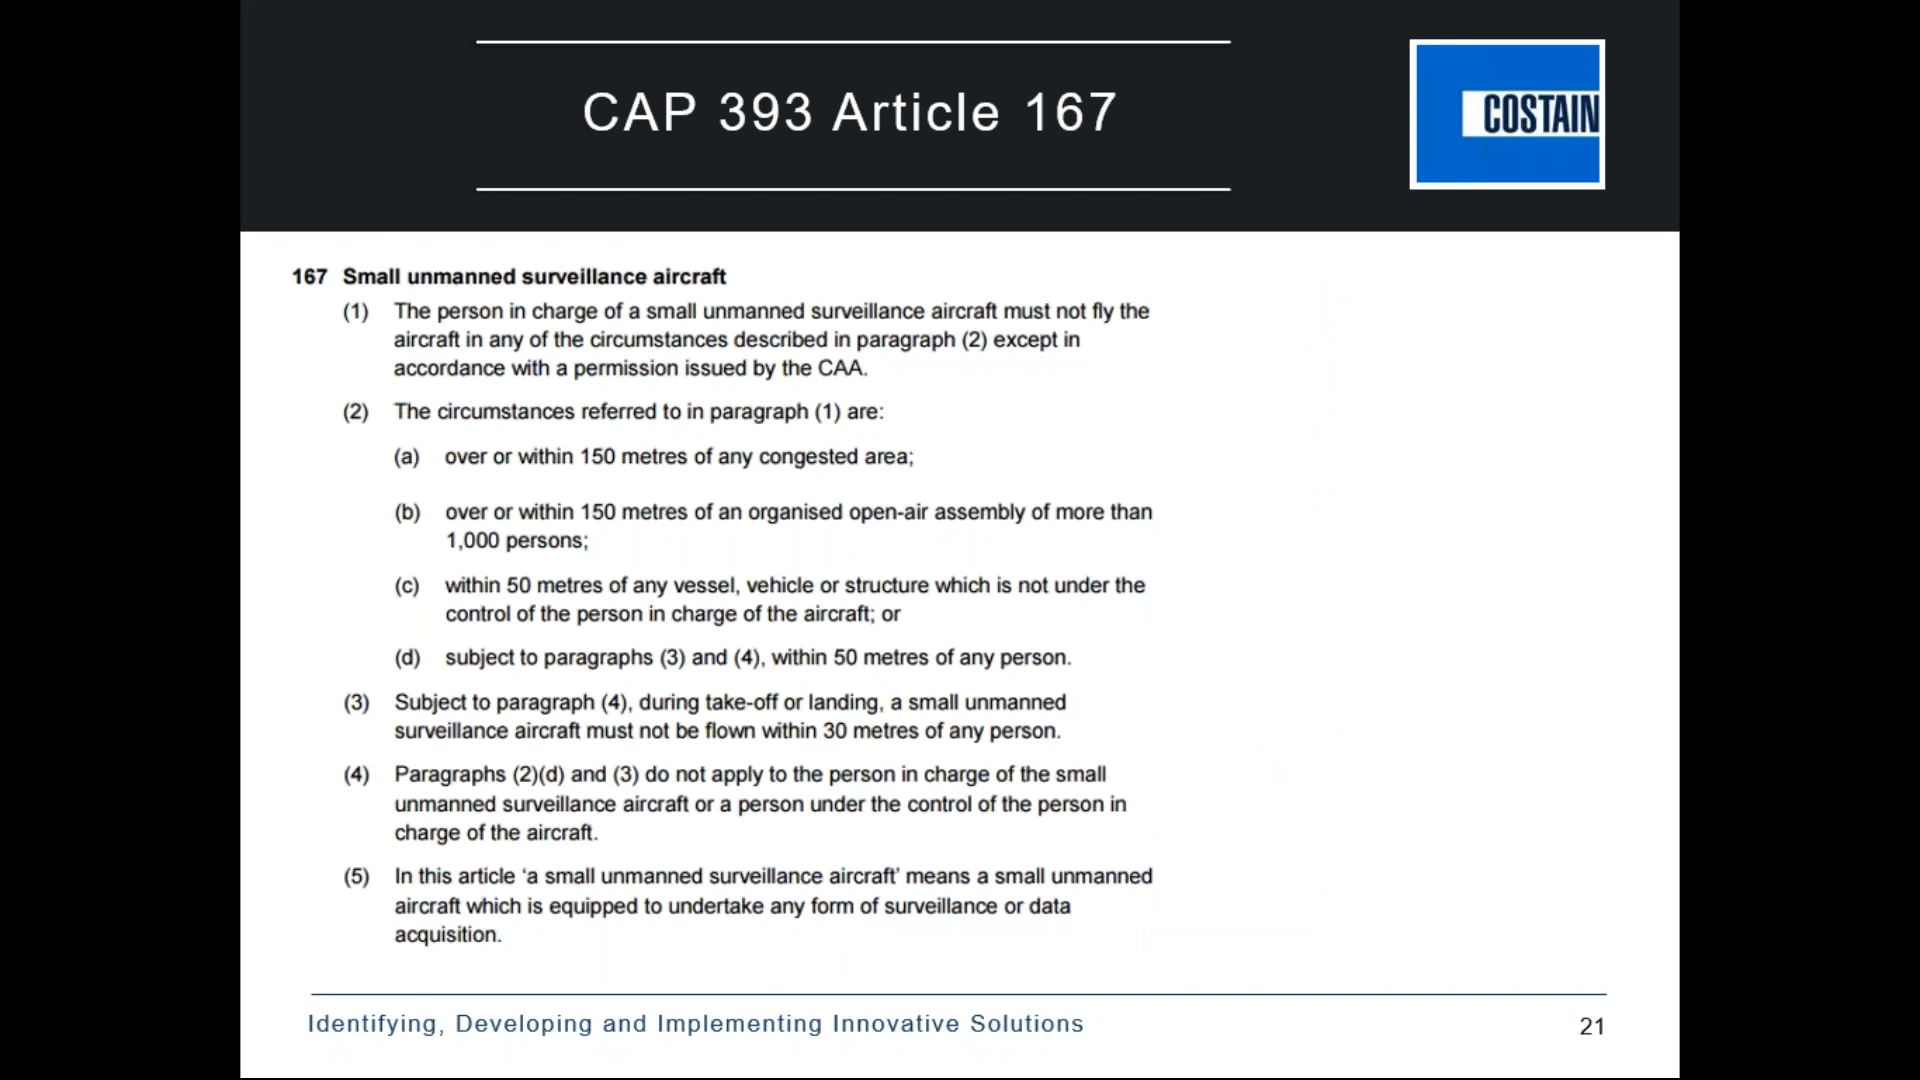 CAP 393 Article 167
COSTAIN
167 Small unmanned surveillance aircraft
(1) The person in charge of a small unmanned surveillance aircraft must not fly the
aircraft in any of the circumstances described in paragraph (2) except in
accordance with a permission issued by the CAA.
(2) The circumstances referred to in paragraph (1) are:
(a) over or within 150 metres of any congested area;
(b) over or within 150 metres of an organised open-air assembly of more than
1,000 persons;
(c) within 50 metres of any vessel, vehicle or structure which is not under the
control of the person in charge of the aircraft; or
(d) subject to paragraphs (3) and (4), within 50 metres of any person.
(3) Subject to paragraph (4), during take-off or landing, a small unmanned
surveillance aircraft must not be flown within 30 metres of any person.
(4) Paragraphs (2)(d) and (3) do not apply to the person in charge of the small
unmanned surveillance aircraft or a person under the control of the person in
charge of the aircraft.
(5) In this article ‘a small unmanned surveillance aircraft’ means a small unmanned
aircraft which is equipped to undertake any form of surveillance or data
acquisition.
Identifying, Developing and Implementing Innovative Solutions
21